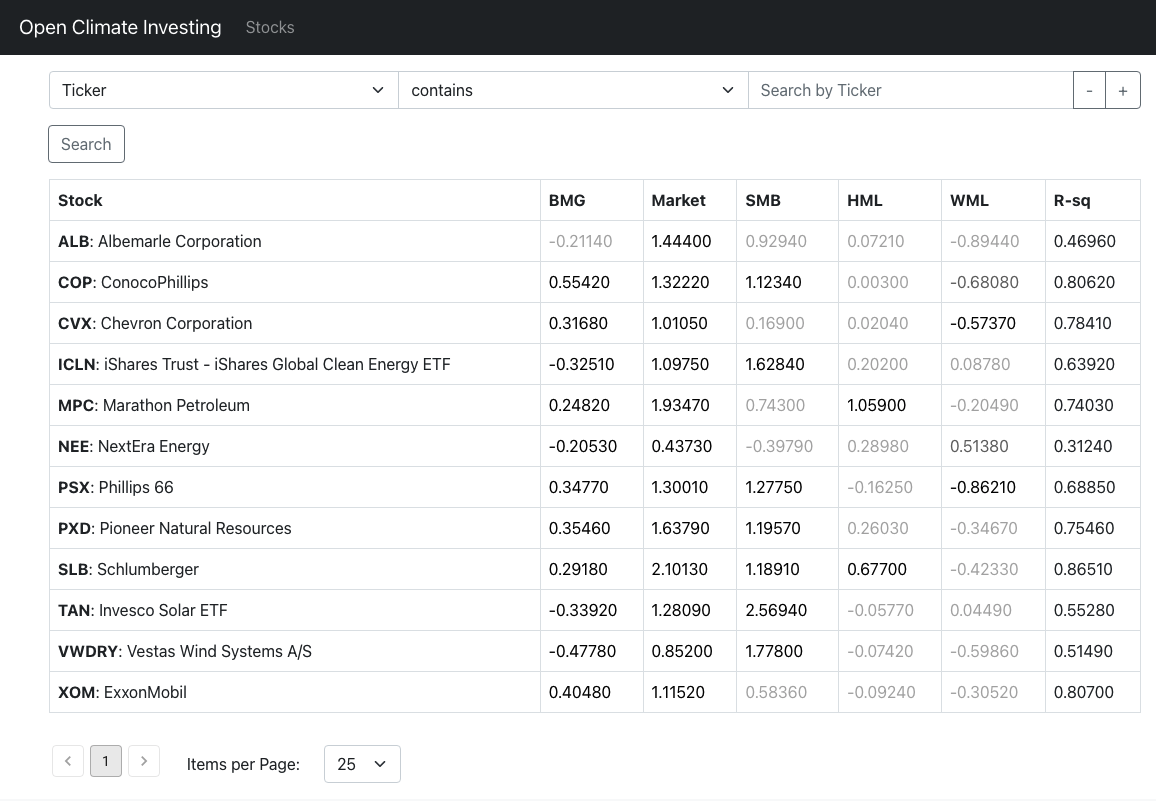 Open Climate Investing Stocks
Ticker contains Search by Ticker - +
Search
Stock BMG Market SMB HML WML R-sq
ALB: Albemarle Corporation -0.21140 1.44400 0.92940 0.07210 -0.89440 0.46960
COP: ConocoPhillips 0.55420 1.32220 1.12340 0.00300 -0.68080 0.80620
CVX: Chevron Corporation 0.31680 1.01050 0.16900 0.02040 -0.57370 0.78410
ICLN: iShares Trust - iShares Global Clean Energy ETF -0.32510 1.09750 1.62840 0.20200 0.08780 0.63920
MPC: Marathon Petroleum 0.24820 1.93470 0.74300 1.05900 -0.20490 0.74030
NEE: NextEra Energy -0.20530 0.43730 -0.39790 0.28980 0.51380 0.31240
PSX: Phillips 66 0.34770 1.30010 1.27750 -0.16250 -0.86210 0.68850
PXD: Pioneer Natural Resources 0.35460 1.63790 1.19570 0.26030 -0.34670 0.75460
SLB: Schlumberger 0.29180 2.10130 1.18910 0.67700 -0.42330 0.86510
TAN: Invesco Solar ETF -0.33920 1.28090 2.56940 -0.05770 0.04490 0.55280
VWDRY: Vestas Wind Systems A/S -0.47780 0.85200 1.77800 -0.07420 -0.59860 0.51490
XOM: ExxonMobil 0.40480 1.11520 0.58360 -0.09240 -0.30520 0.80700
< 1 > Items per Page: 25